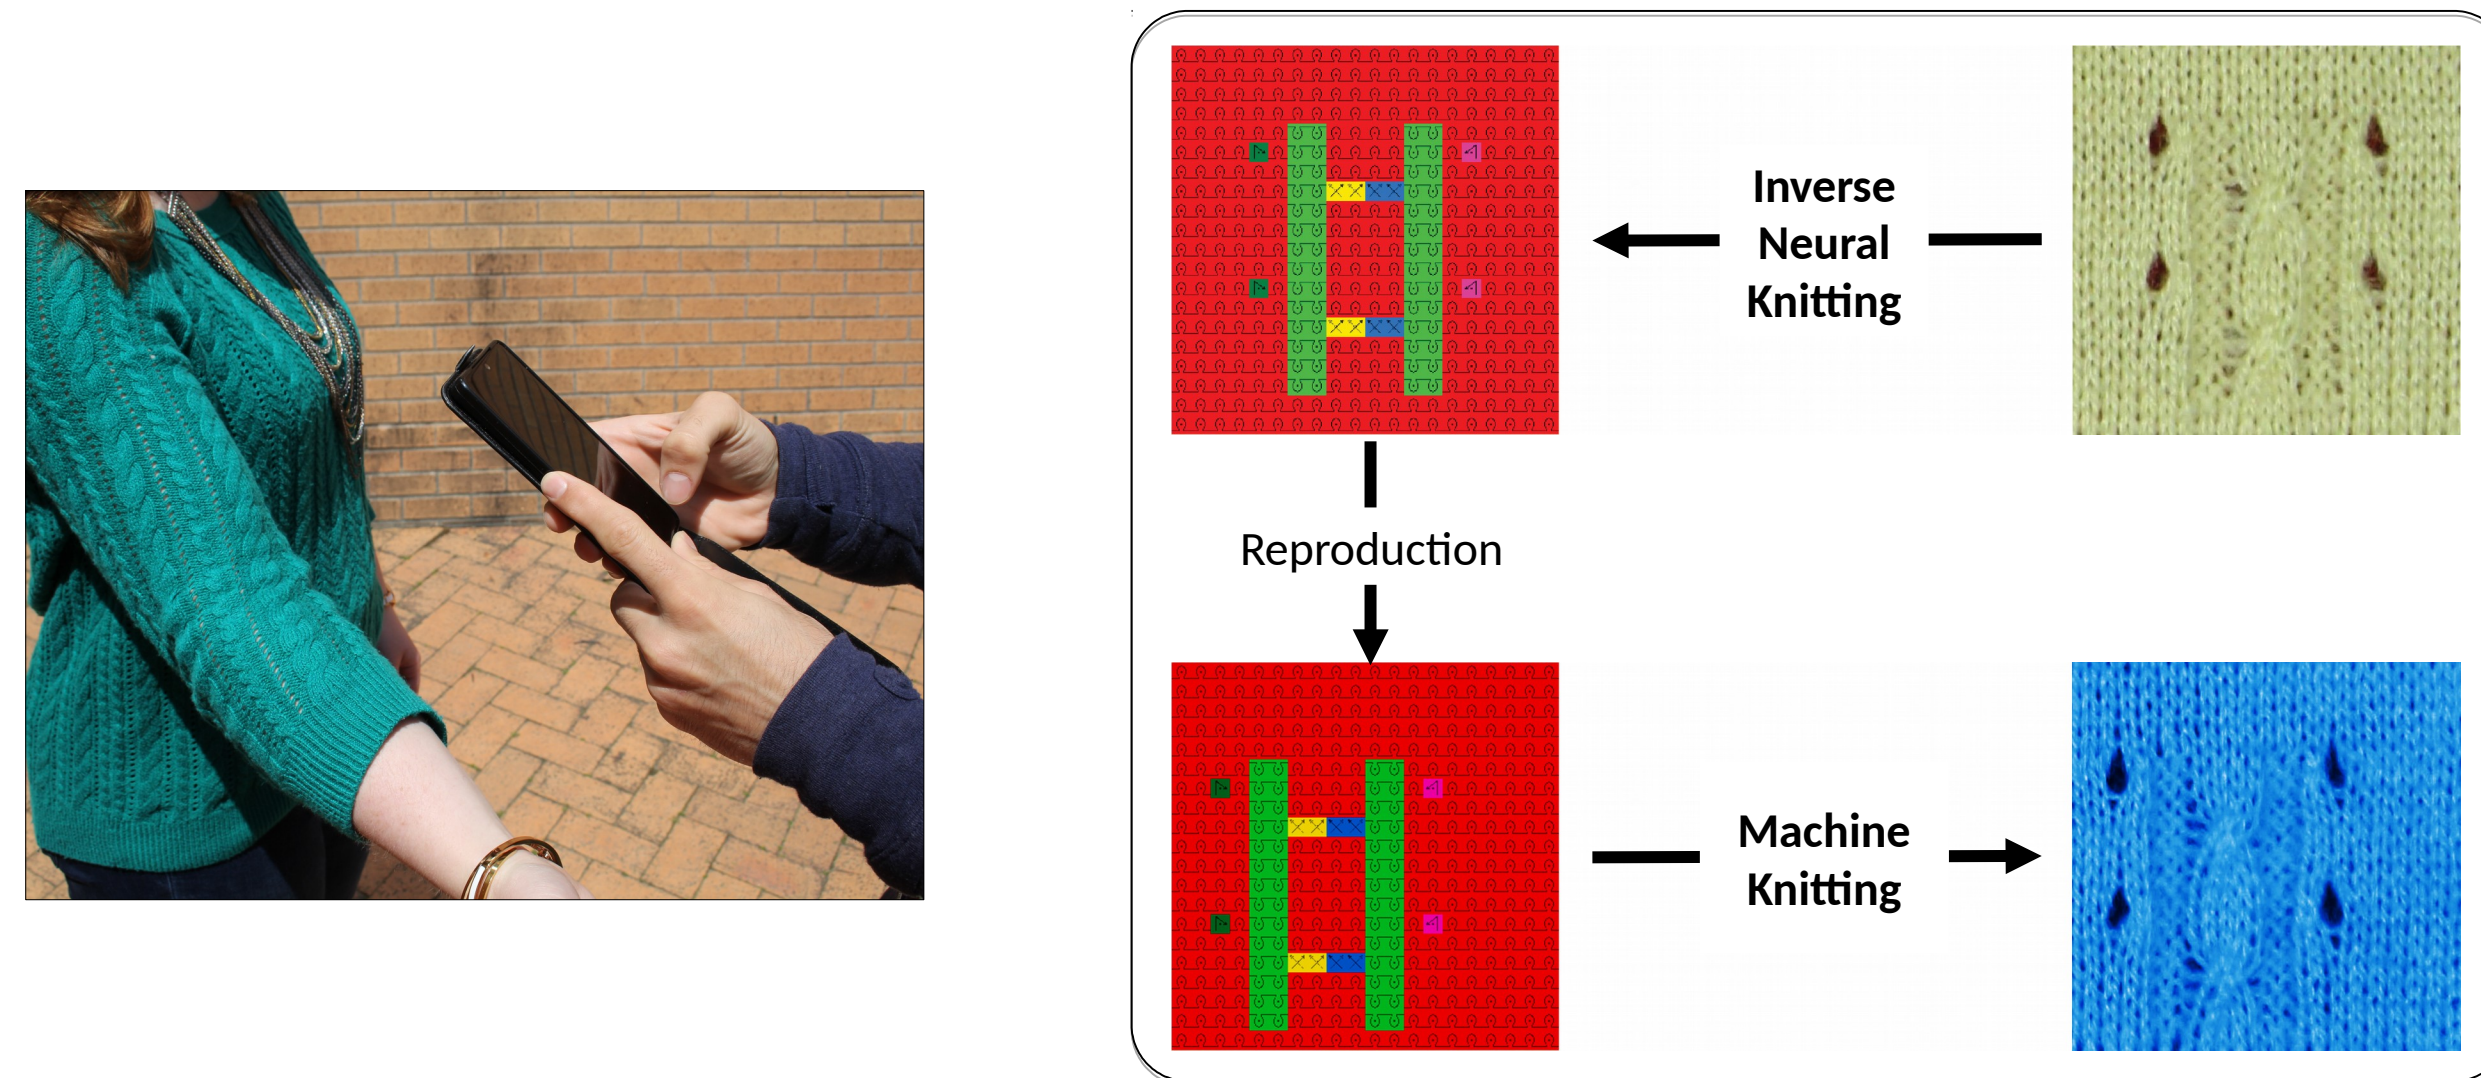 Inverse
Neural
Knitting
Reproduction
Machine
Knitting